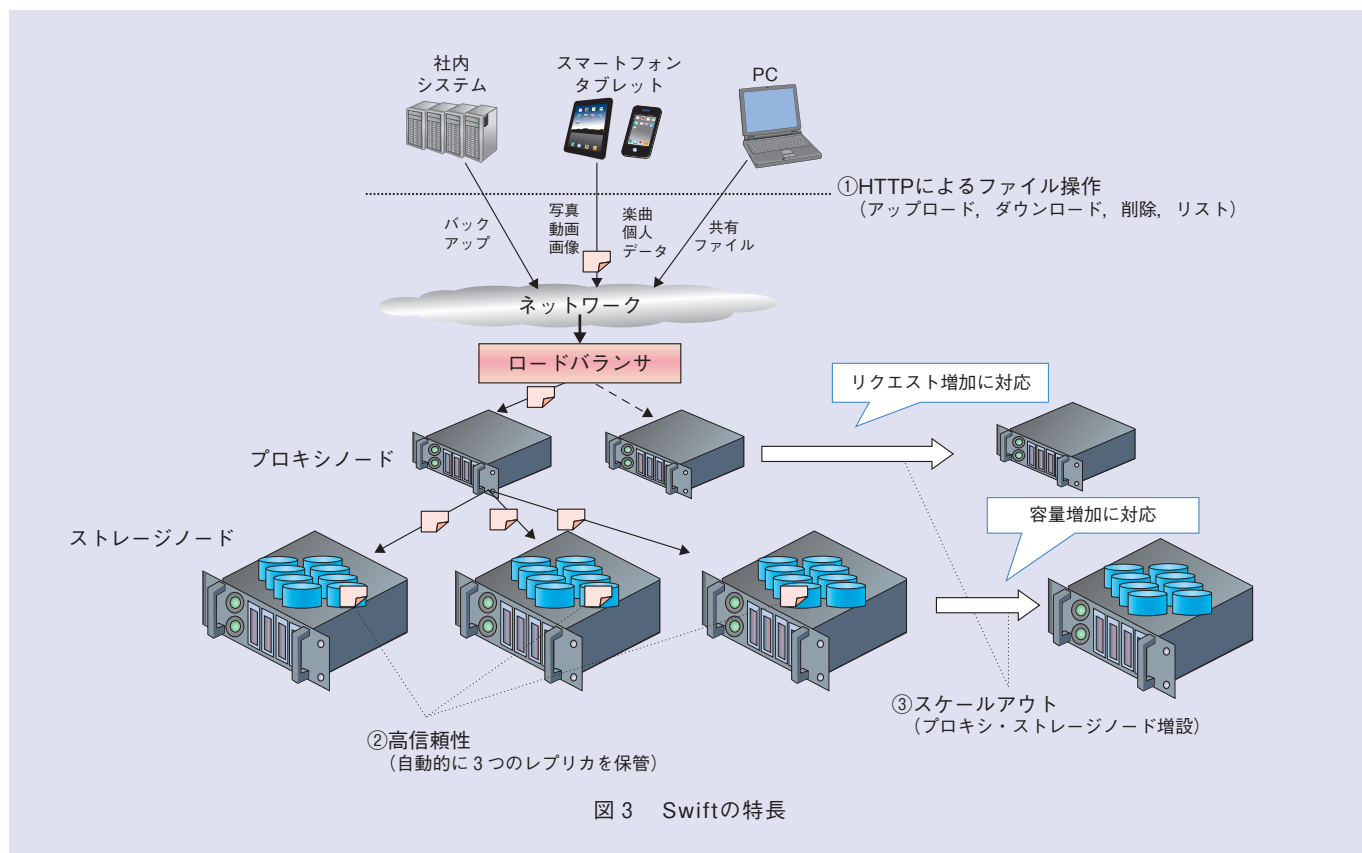 社内
システム
スマートフォン
タブレット
PC
①HTTPによるファイル操作
（アップロード，ダウンロード，削除，リスト）
バック
アップ
写真
動画
画像
楽曲
個人
データ
共有
ファイル
ネットワーク
ロードバランサ
リクエスト増加に対応
プロキシノード
容量増加に対応
ストレージノード
③スケールアウト
（プロキシ・ストレージノード増設）
②高信頼性
（自動的に3つのレプリカを保管）
図3　Swiftの特長